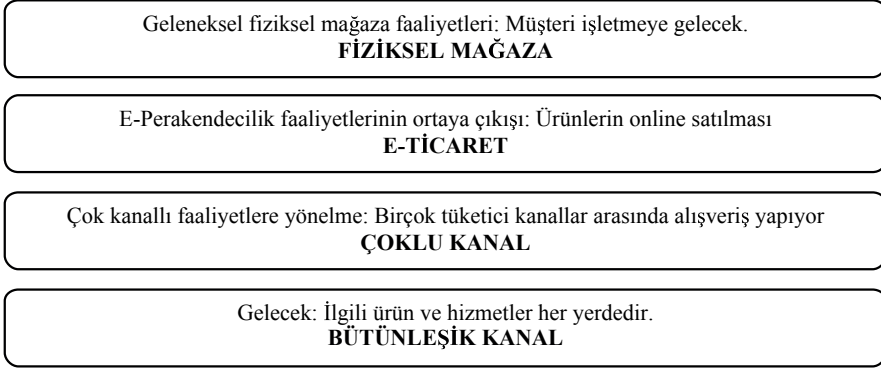 Geleneksel fiziksel mağaza faaliyetleri: Müşteri işletmeye gelecek.
FİZİKSEL MAĞAZA
E-Perakendecilik faaliyetlerinin ortaya çıkışı: Ürünlerin online satılması
E-TİCARET
Çok kanallı faaliyetlere yönelme: Birçok tüketici kanallar arasında alışveriş yapıyor
ÇOKLU KANAL
Gelecek: İlgili ürün ve hizmetler her yerdedir.
BÜTÜNLEŞİK KANAL